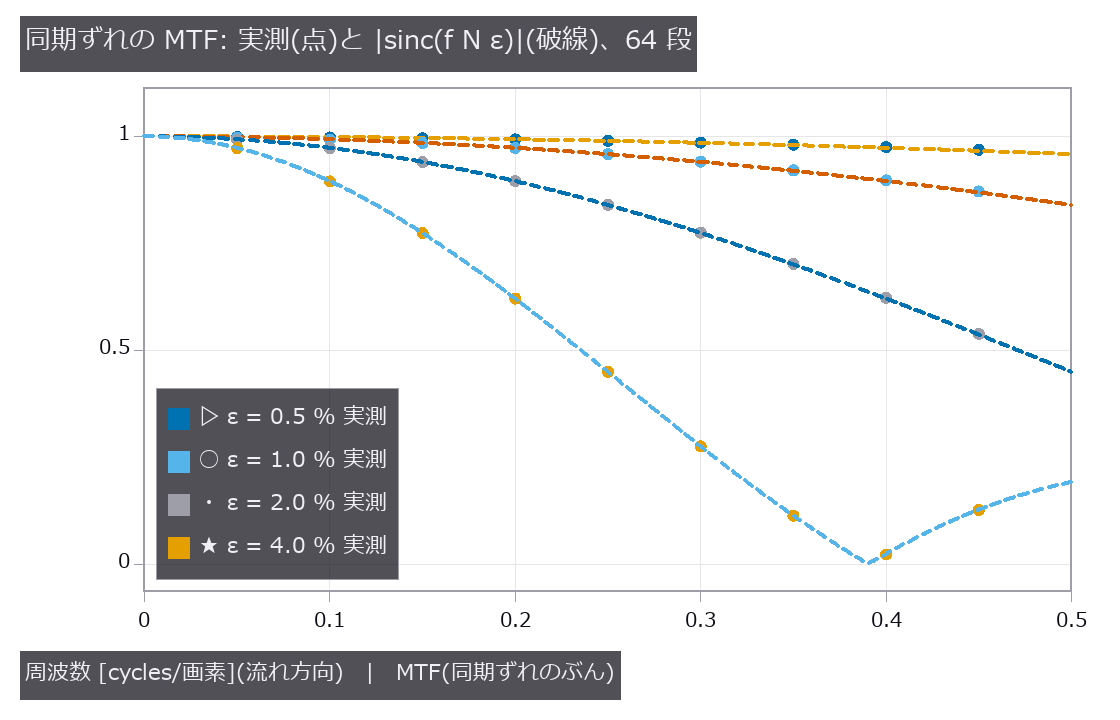 同期ずれの MTF: 実測(点)と |sinc(f N ε)|(破線)、64 段
1
0.5
0
▷ ε = 0.5 % 実測
○ ε = 1.0 % 実測
・ ε = 2.0 % 実測
★ ε = 4.0 % 実測
0 0.1 0.2 0.3 0.4 0.5
周波数 [cycles/画素](流れ方向) | MTF(同期ずれのぶん)